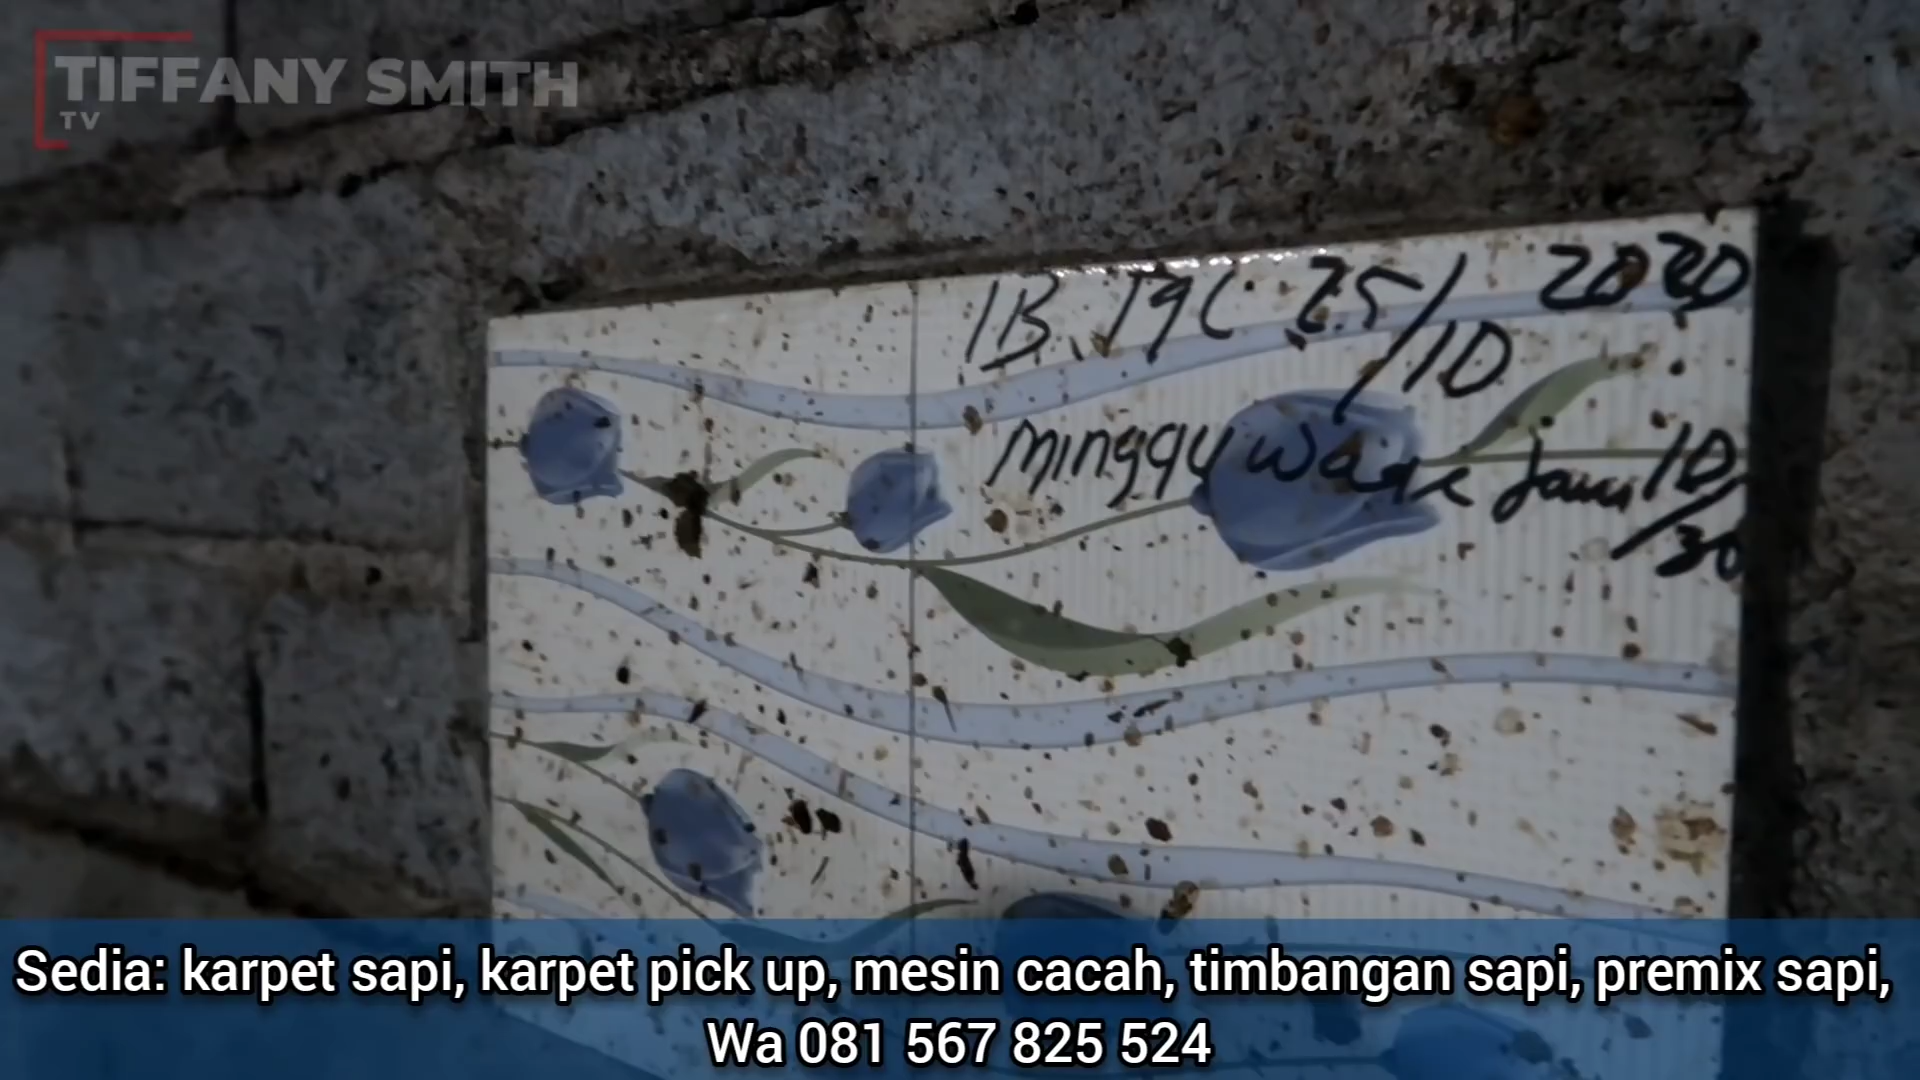 TIFFANY SMITH
TV
IB. 25/10 2020
Minggu Wage Jam 10/30
Sedia: karpet sapi, karpet pick up, mesin cacah, timbangan sapi, premix sapi,
Wa 081 567 825 524